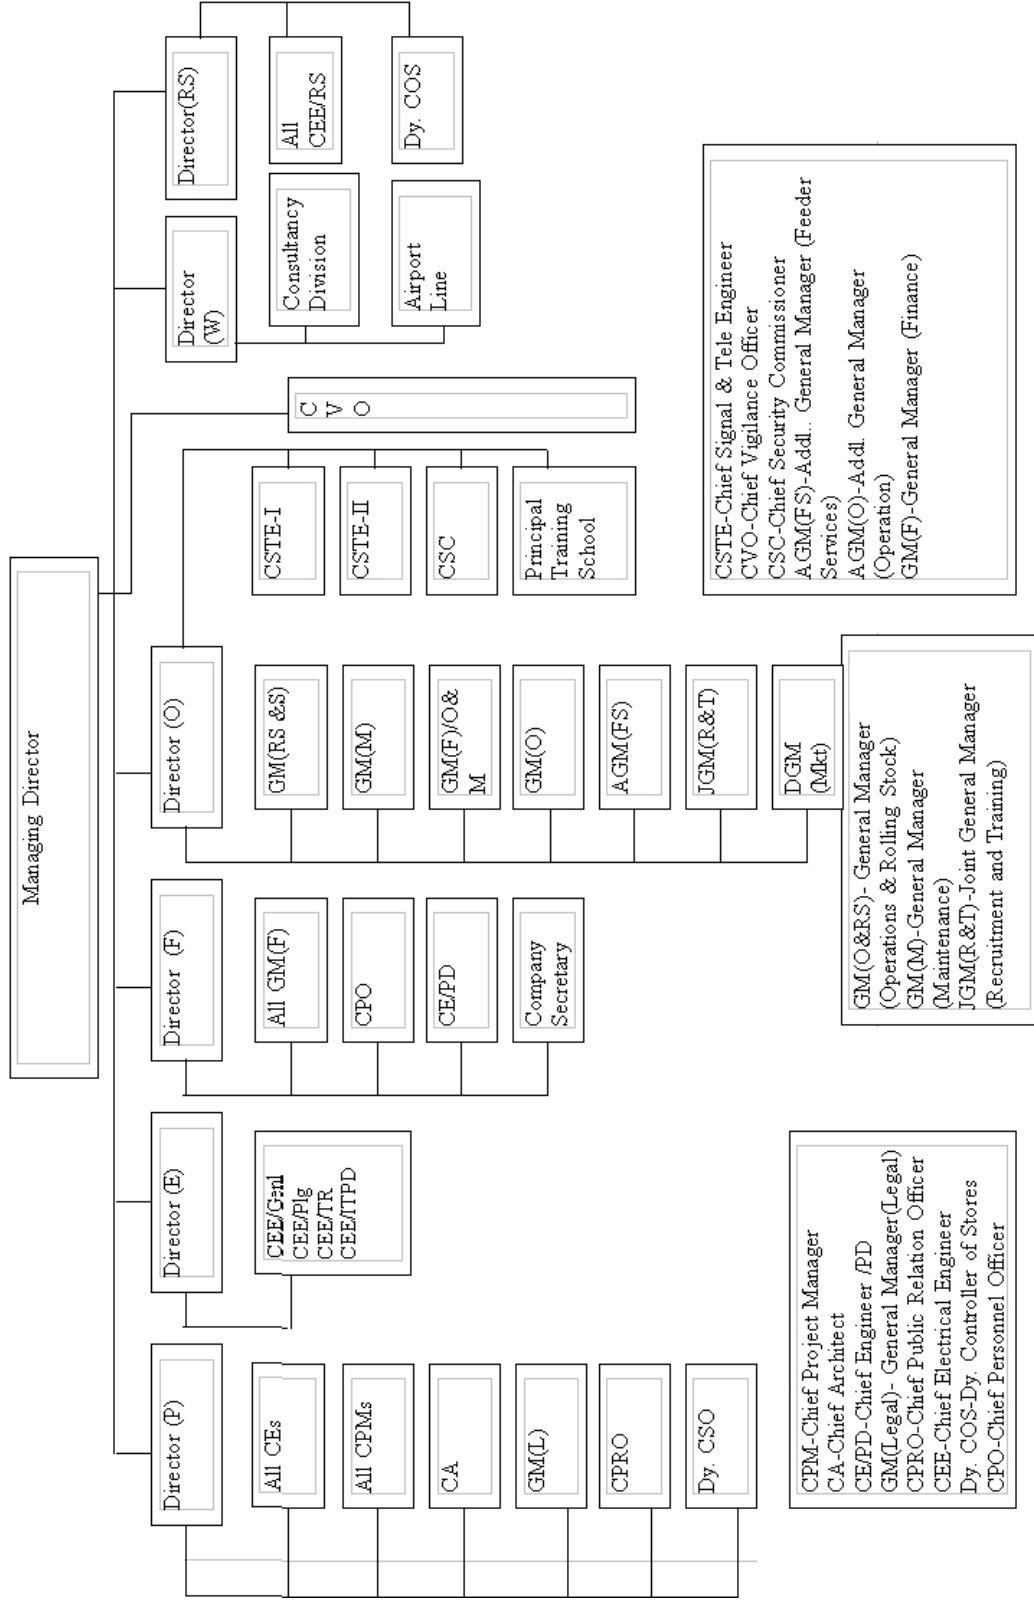 Managing Director
Director (P)
All CEs
All CPMs
CA
GM(L)
CPRO
Dy. CSO
Director (E)
CEE/Genl
CEE/Plg
CEE/TR
CEE/ITPD
Director (F)
All GM(F)
CPO
CE/PD
Company
Secretary
Director (O)
GM(RS &S)
GM(M)
GM(F)/O&
M
GM(O)
AGM(FS)
JGM(R&T)
DGM
(Mkt)
CSTE-I
CSTE-II
CSC
Principal
Training
School
C
V
O
Director
(W)
Consultancy
Division
Airport
Line
Director(RS)
All
CEE/RS
Dy. COS
CPM-Chief Project Manager
CA-Chief Architect
CE/PD-Chief Engineer /PD
GM(Legal)- General Manager(Legal)
CPRO-Chief Public Relation Officer
CEE-Chief Electrical Engineer
Dy. COS-Dy. Controller of Stores
CPO-Chief Personnel Officer
GM(O&RS)- General Manager
(Operations & Rolling Stock)
GM(M)-General Manager
(Maintenance)
JGM(R&T)-Joint General Manager
(Recruitment and Training)
CSTE-Chief Signal & Tele Engineer
CVO-Chief Vigilance Officer
CSC-Chief Security Commissioner
AGM(FS)-Addl.. General Manager (Feeder
Services)
AGM(O)-Addl. General Manager
(Operation)
GM(F)-General Manager (Finance)